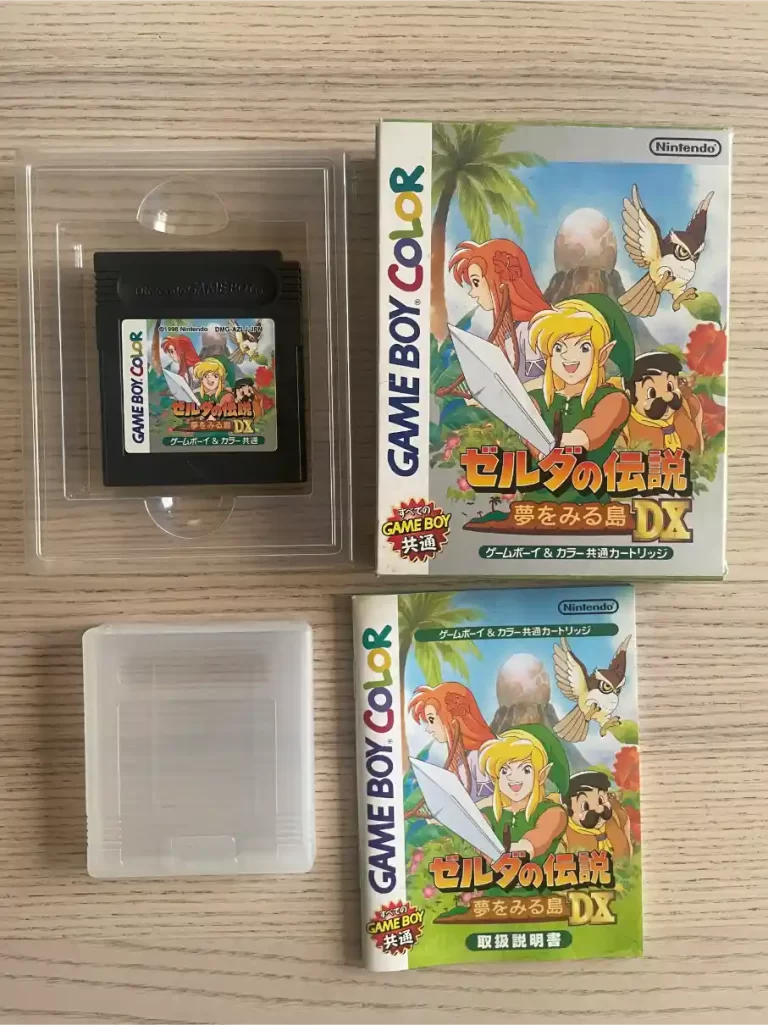 Nintendo GAME BOY
©1998 Nintendo DMG-AZLJ-JPN
GAME BOY COLOR
ゼルダの伝説
夢をみる島 DX
ゲームボーイ & カラー共通
Nintendo
GAME BOY COLOR
ゼルダの伝説
夢をみる島 DX
すべての
GAME BOY
共通
ゲームボーイ & カラー共通カートリッジ
Nintendo
ゲームボーイ & カラー共通カートリッジ
GAME BOY COLOR
ゼルダの伝説
夢をみる島 DX
すべての
GAME BOY
共通
取扱説明書